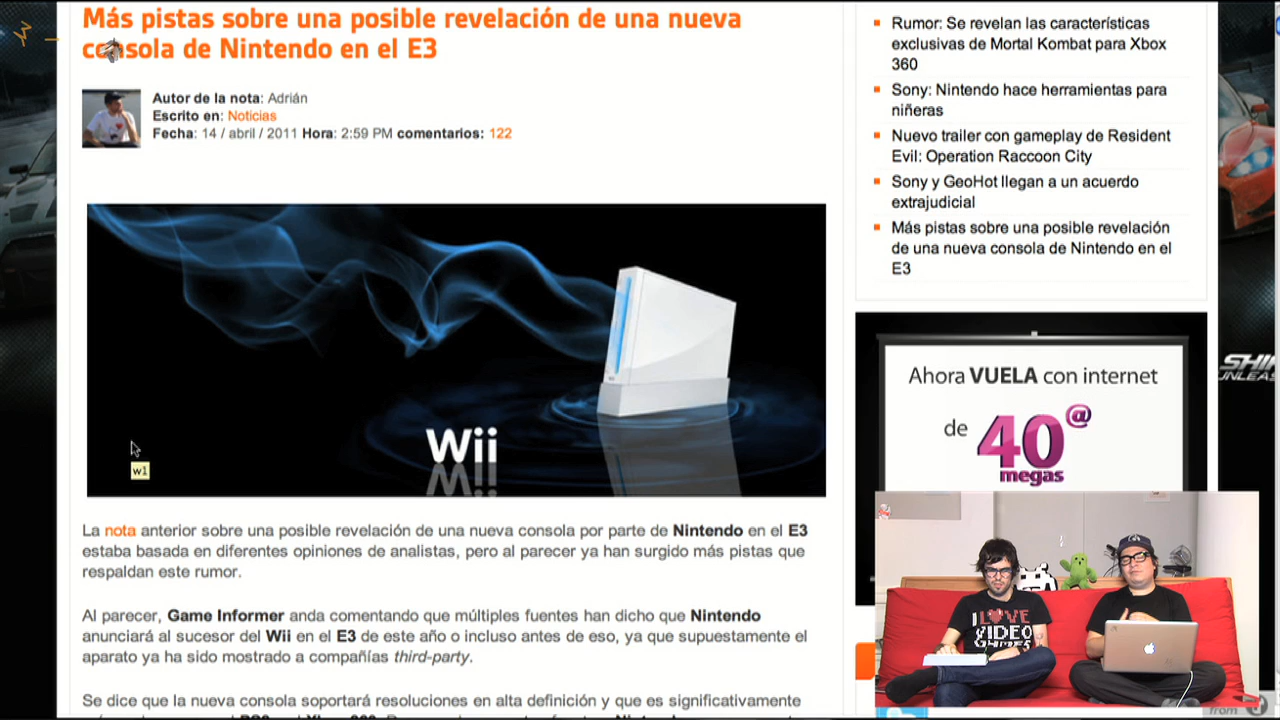 Más pistas sobre una posible revelación de una nueva
consola de Nintendo en el E3
Autor de la nota: Adrián
Escrito en: Noticias
Fecha: 14 / abril / 2011 Hora: 2:59 PM comentarios: 122
Wii
w1
La nota anterior sobre una posible revelación de una nueva consola por parte de Nintendo en el E3
estaba basada en diferentes opiniones de analistas, pero al parecer ya han surgido más pistas que
respaldan este rumor.
Al parecer, Game Informer anda comentando que múltiples fuentes han dicho que Nintendo
anunciará al sucesor del Wii en el E3 de este año o incluso antes de eso, ya que supuestamente el
aparato ya ha sido mostrado a compañías third-party.
Se dice que la nueva consola soportará resoluciones en alta definición y que es significativamente
Rumor: Se revelan las características
exclusivas de Mortal Kombat para Xbox
360
Sony: Nintendo hace herramientas para
niñeras
Nuevo trailer con gameplay de Resident
Evil: Operation Raccoon City
Sony y GeoHot llegan a un acuerdo
extrajudicial
Más pistas sobre una posible revelación
de una nueva consola de Nintendo en el
E3
Ahora VUELA con internet
de 40@
megas
SHI
UNLEAS
I LOVE
VIDEO
GAMES
from